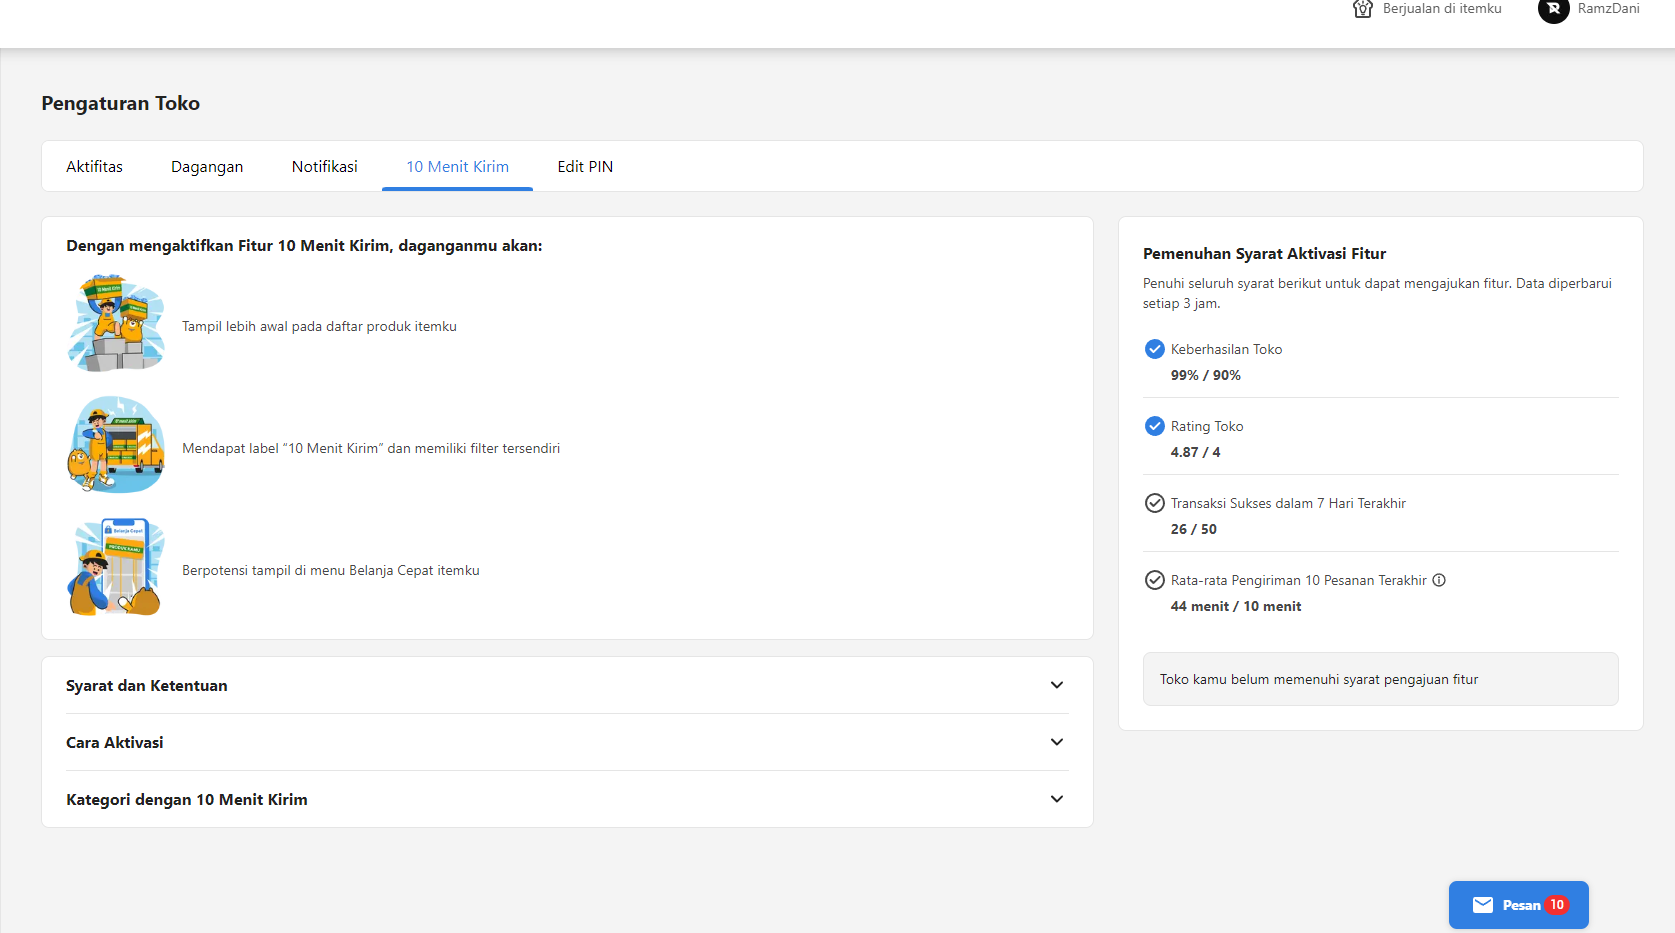 Berjualan di itemku
RamzDani
Pengaturan Toko
Aktifitas
Dagangan
Notifikasi
10 Menit Kirim
Edit PIN
Dengan mengaktifkan Fitur 10 Menit Kirim, daganganmu akan:
Tampil lebih awal pada daftar produk itemku
Mendapat label “10 Menit Kirim” dan memiliki filter tersendiri
Belanja Cepat
PRODUK KAMU
Berpotensi tampil di menu Belanja Cepat itemku
Syarat dan Ketentuan
Cara Aktivasi
Kategori dengan 10 Menit Kirim
Pemenuhan Syarat Aktivasi Fitur
Penuhi seluruh syarat berikut untuk dapat mengajukan fitur. Data diperbarui
setiap 3 jam.
Keberhasilan Toko
99% / 90%
Rating Toko
4.87 / 4
Transaksi Sukses dalam 7 Hari Terakhir
26 / 50
Rata-rata Pengiriman 10 Pesanan Terakhir
44 menit / 10 menit
Toko kamu belum memenuhi syarat pengajuan fitur
Pesan 10